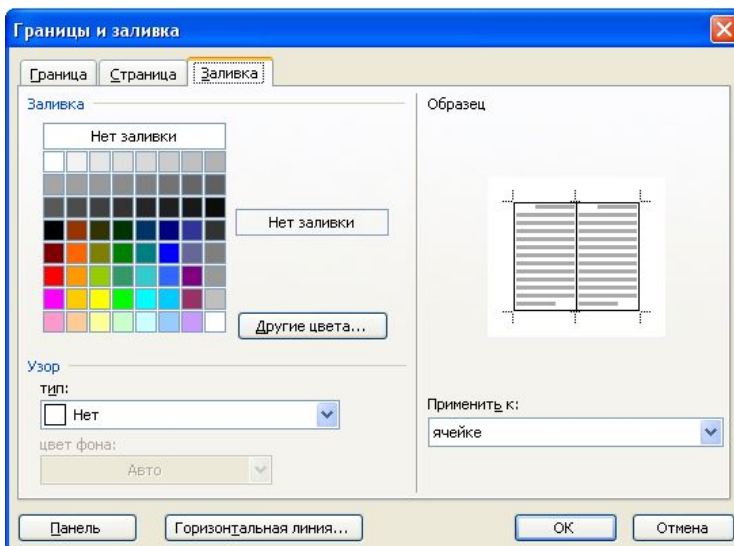 Границы и заливка
Граница Страница Заливка
Заливка
Нет заливки
Нет заливки
Другие цвета...
Узор
тип:
Нет
цвет фона:
Авто
Образец
Применить к:
ячейке
Панель Горизонтальная линия... ОК Отмена